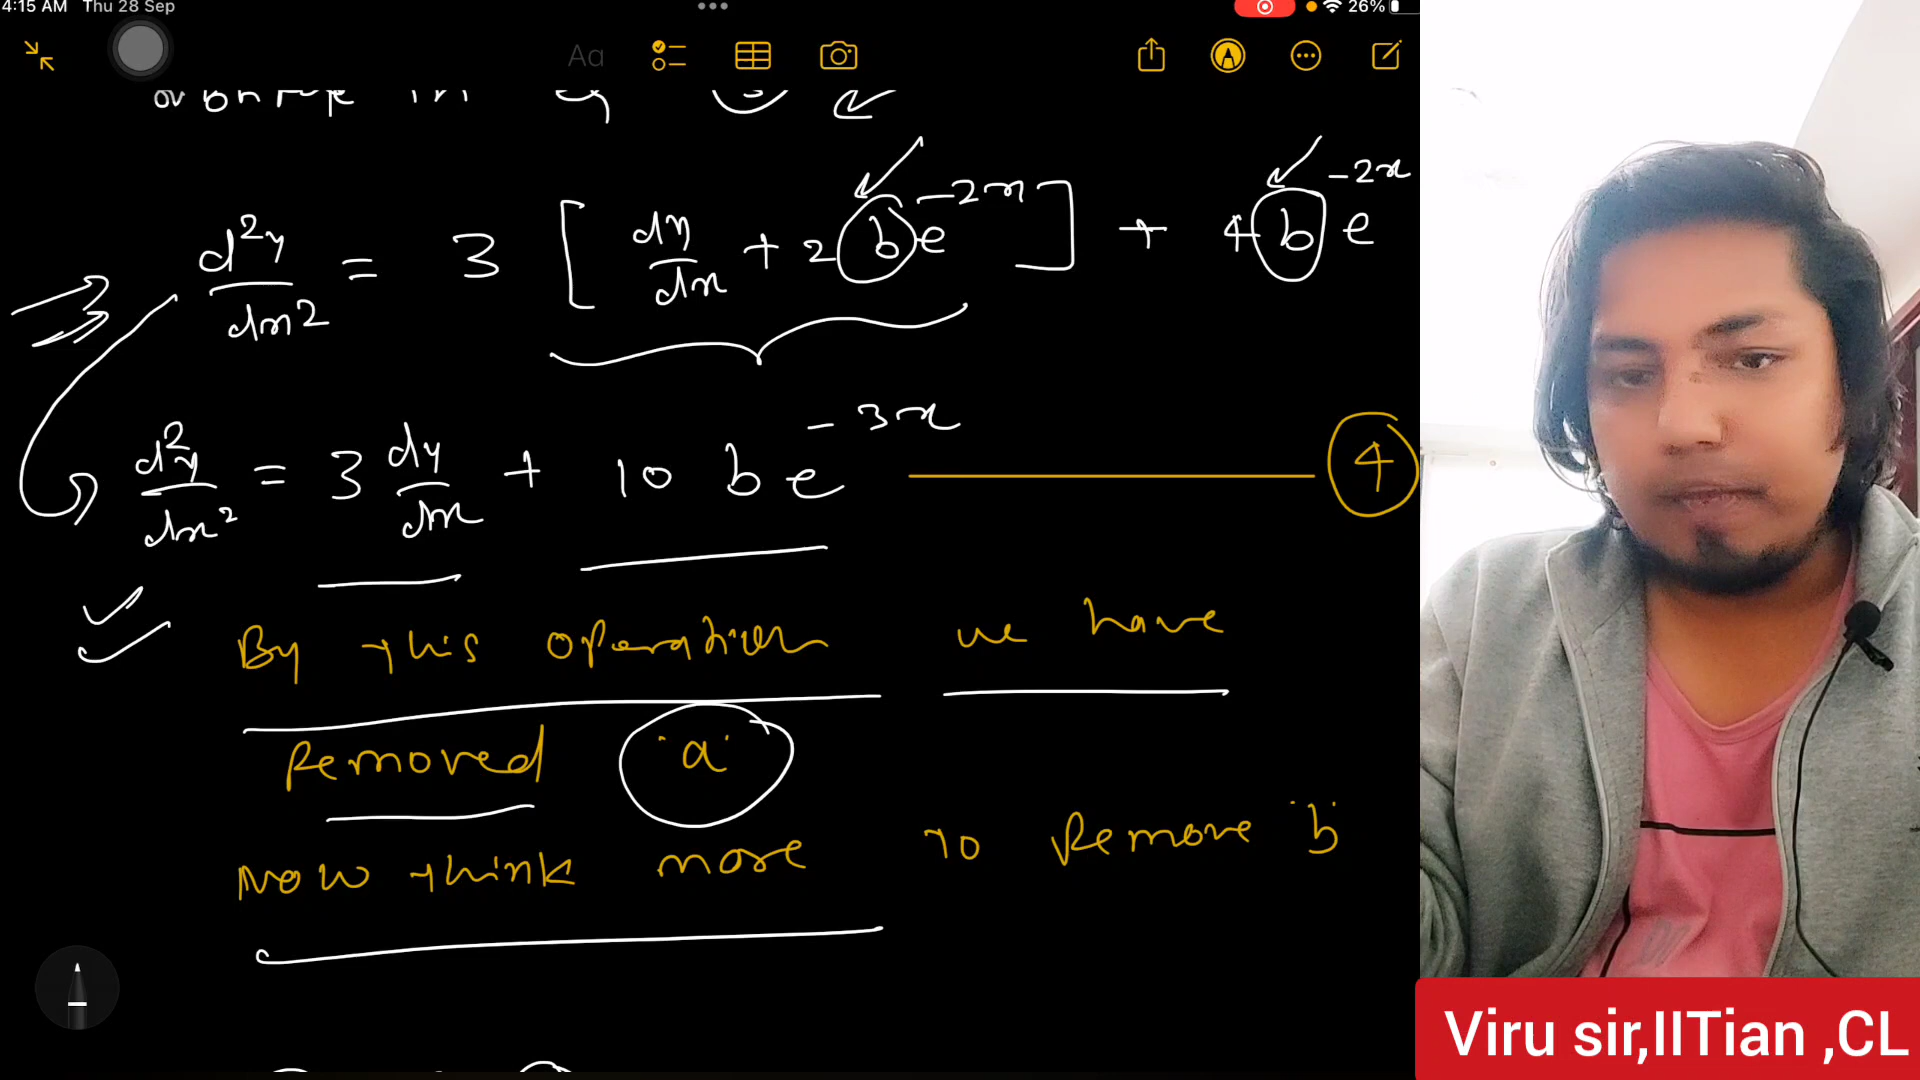 4:15 AM Thu 28 Sep 26%
Aa
d²y/dx² = 3 [dy/dx + 2be^-2x] + 4be^-2x
d²y/dx² = 3 dy/dx + 10 be^-3x 4
By this operation we have
Removed 'a'
Now think more to Remove 'b'
Viru sir,IITian ,CL